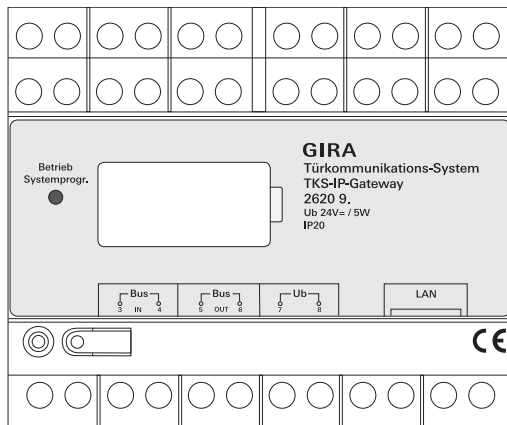 Betrieb
Systemprogr.
GIRA
Türkommunikations-System
TKS-IP-Gateway
2620 9.
Ub 24V= / 5W
IP20
Bus
3 IN 4
Bus
5 OUT 6
Ub
7 8
LAN
CE